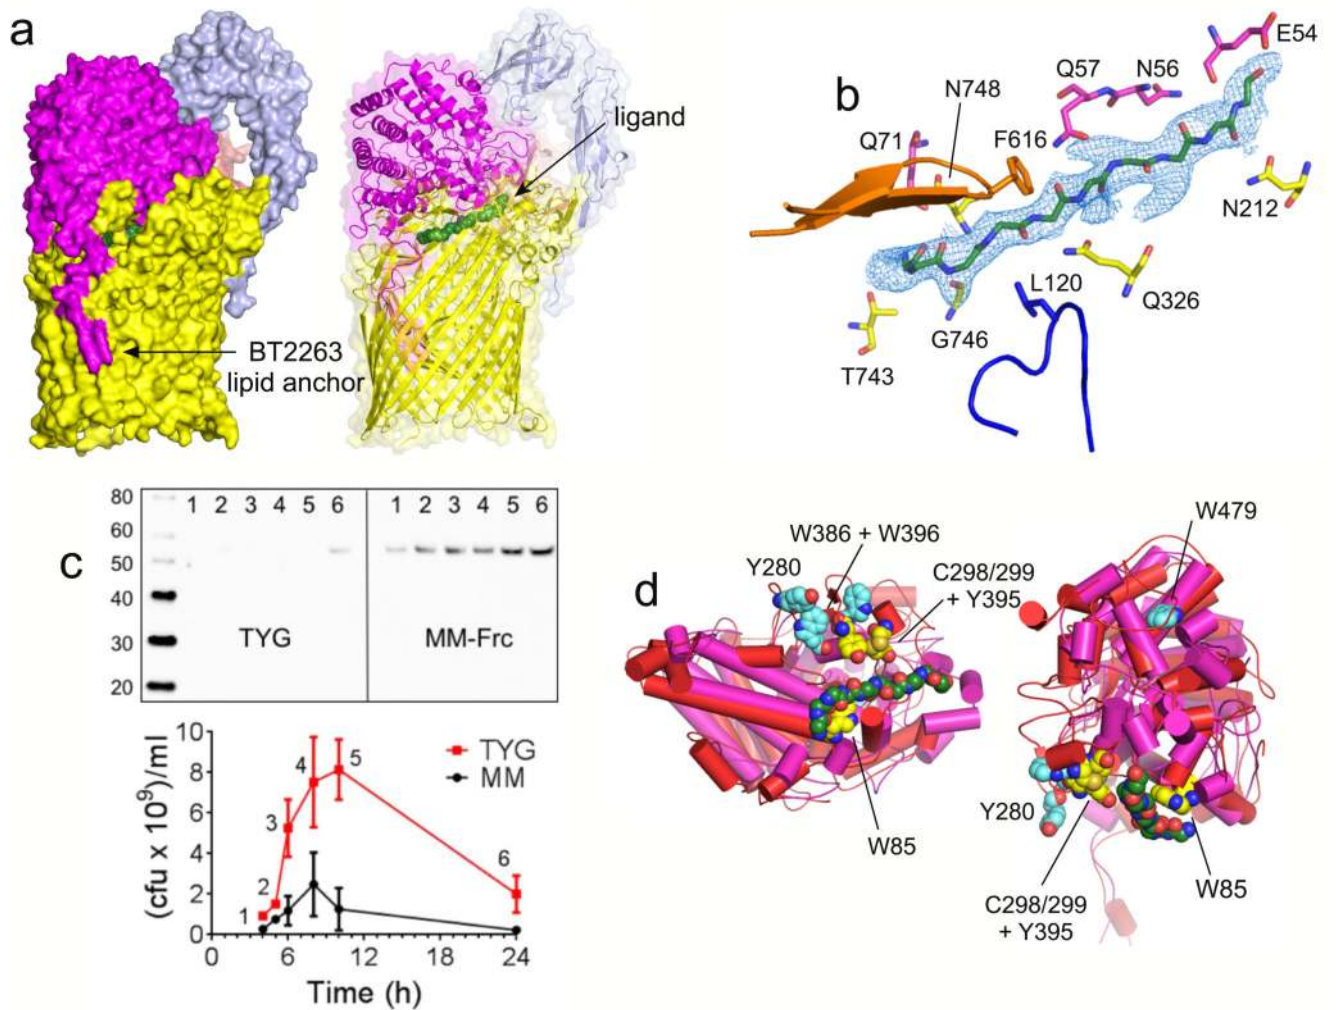 a
ligand
BT2263
lipid anchor
b
E54
Q57
N56
N748
Q71
F616
N212
L120
Q326
G746
T743
c
80
60
50
40
30
20
1 2 3 4 5 6
1 2 3 4 5 6
TYG
MM-Frc
(cfu x 10⁹)/ml
10
8
6
4
2
0
TYG
MM
1
2
3
4
5
6
0 6 12 18 24
Time (h)
d
W386 + W396
Y280
C298/299
+ Y395
W85
W479
Y280
C298/299
+ Y395
W85